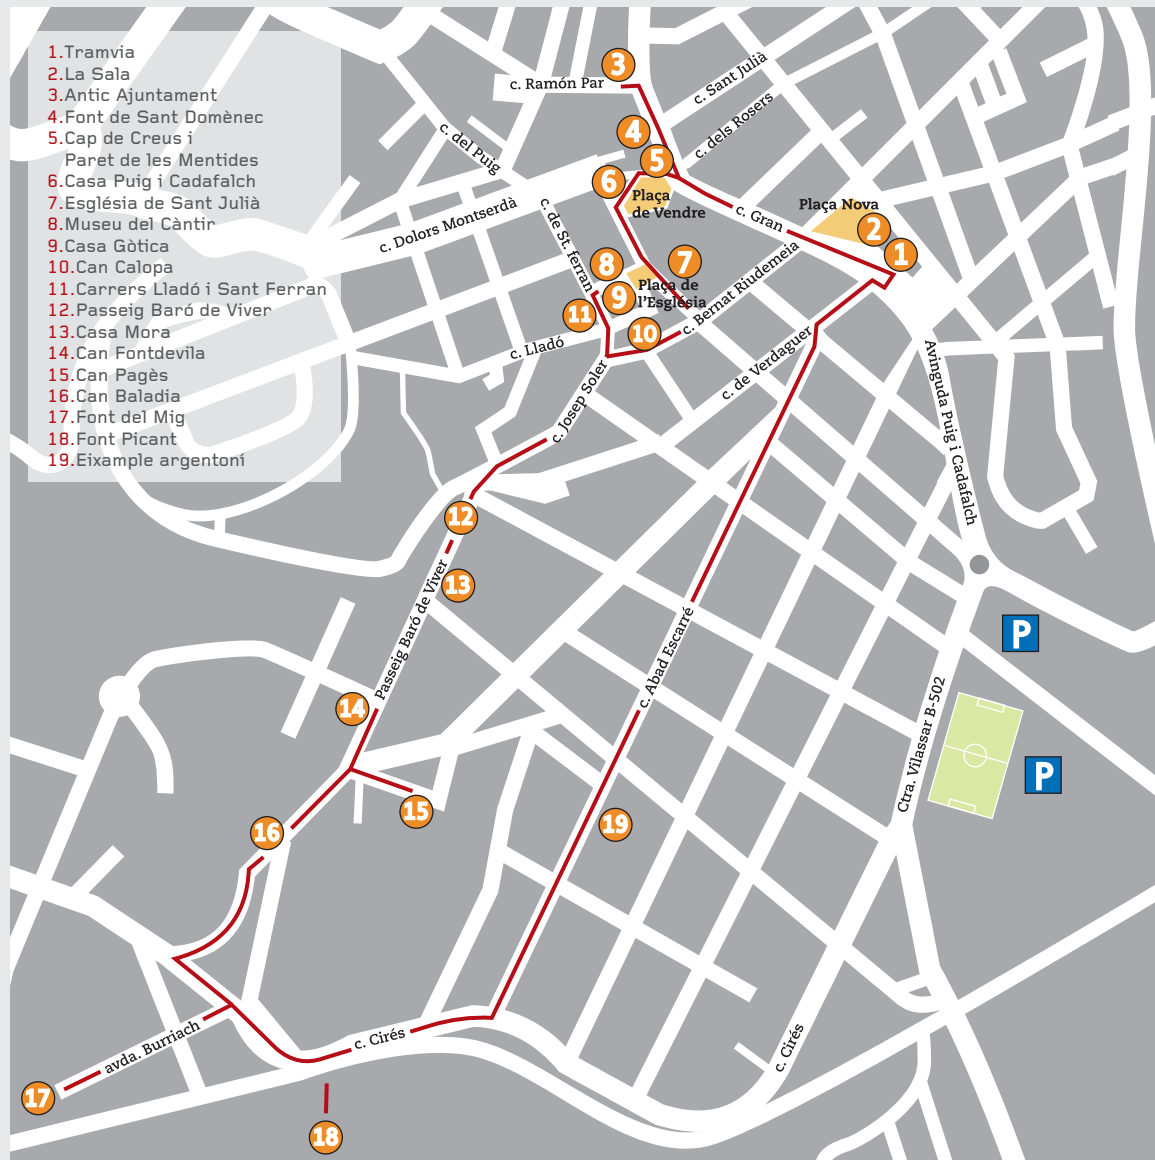 1.Tramvia
2.La Sala
3.Antic Ajuntament
4.Font de Sant Domènec
5.Cap de Creus i
Paret de les Mentides
6.Casa Puig i Cadafalch
7.Església de Sant Julià
8.Museu del Càntir
9.Casa Gòtica
10.Can Calopa
11.Carrers Lladó i Sant Ferran
12.Passeig Baró de Viver
13.Casa Mora
14.Can Fontdevila
15.Can Pagès
16.Can Baladia
17.Font del Mig
18.Font Picant
19.Eixample argentoní
3
c. Ramón Par
c. Sant Julià
c. dels Rosers
4
c. del Puig
5
6
Plaça
de Vendre
c. Dolors Montserdà
c. de St. ferran
c. Gran
Plaça Nova
2
1
8
7
Plaça de
l'Església
9
c. Bernat Riudemeia
11
10
c. Lladó
c. de Verdaguer
c. Josep Soler
Avinguda Puig i Cadafalch
12
13
Passeig Baró de Viver
c. Abad Escarré
P
14
Ctra. Vilassar B-502
P
15
16
19
c. Cirés
c. Cirés
avda. Burriach
17
18